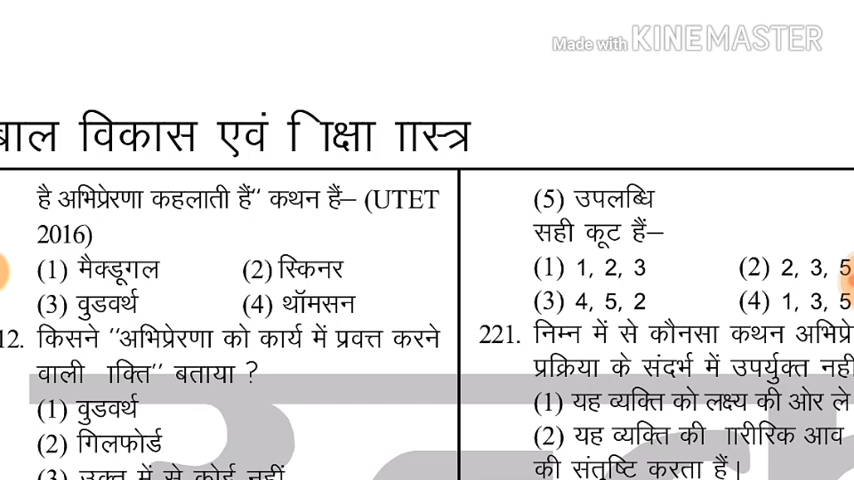 Made with KINEMASTER
बाल विकास एवं िाक्षा ाास्त्र
है अभिप्रेरणा कहलाती हैं“ कथन हैं– (UTET
2016)
(1) मैक्डूगल (2) स्किनर
(3) वुडवर्थ (4) थॉमसन
12. किसने “अभिप्रेरणा को कार्य में प्रवत्त करने
वाली ाक्ति” बताया ?
(1) वुडवर्थ
(2) गिलफोर्ड
(3) उक्त में से कोई नहीं
(5) उपलब्धि
सही कूट हैं–
(1) 1, 2, 3 (2) 2, 3, 5
(3) 4, 5, 2 (4) 1, 3, 5
221. निम्न में से कौनसा कथन अभिप्रे
प्रक्रिया के संदर्भ में उपर्युक्त नही
(1) यह व्यक्ति को लक्ष्य की ओर ले
(2) यह व्यक्ति की ाारीरिक आव
की संतुष्टि करता हैं।